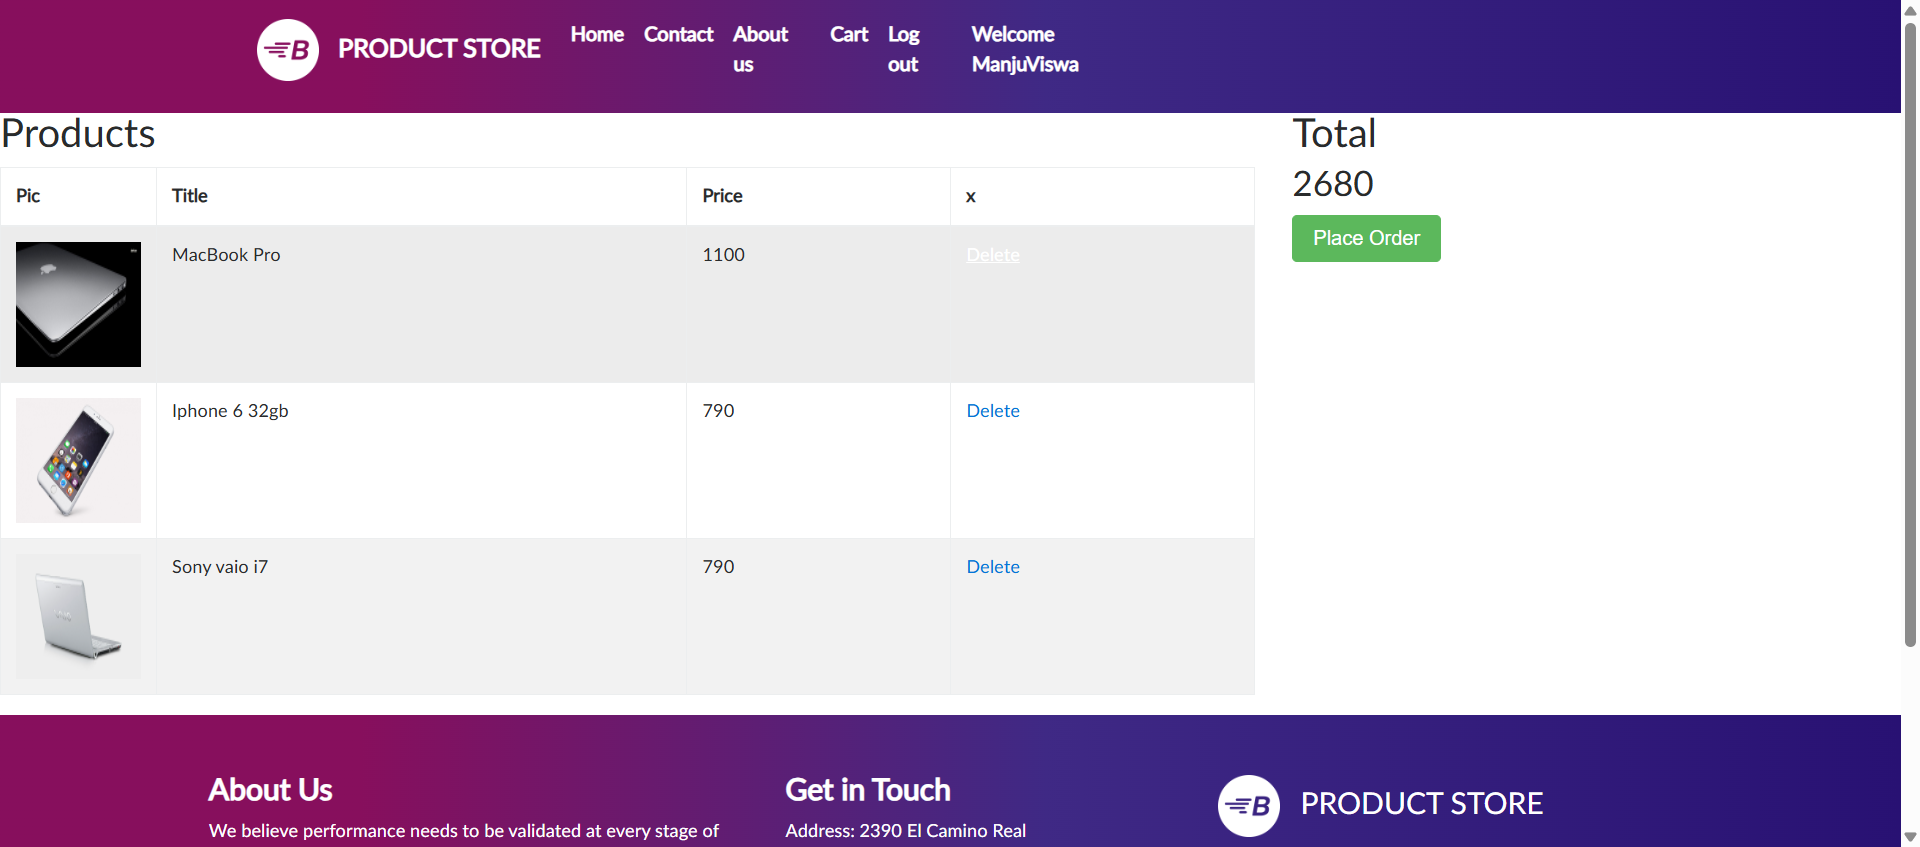 B PRODUCT STORE Home Contact About us Cart Log out Welcome ManjuViswa
Products
Pic Title Price x
MacBook Pro 1100 Delete
Iphone 6 32gb 790 Delete
Sony vaio i7 790 Delete
Total
2680
Place Order
About Us
We believe performance needs to be validated at every stage of
Get in Touch
Address: 2390 El Camino Real
B PRODUCT STORE